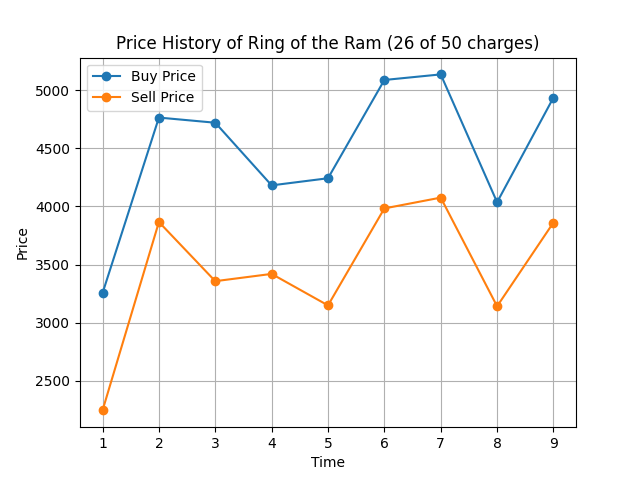 Price History of Ring of the Ram (26 of 50 charges)
Buy Price
Sell Price
5000
4500
4000
3500
3000
2500
Price
1 2 3 4 5 6 7 8 9
Time